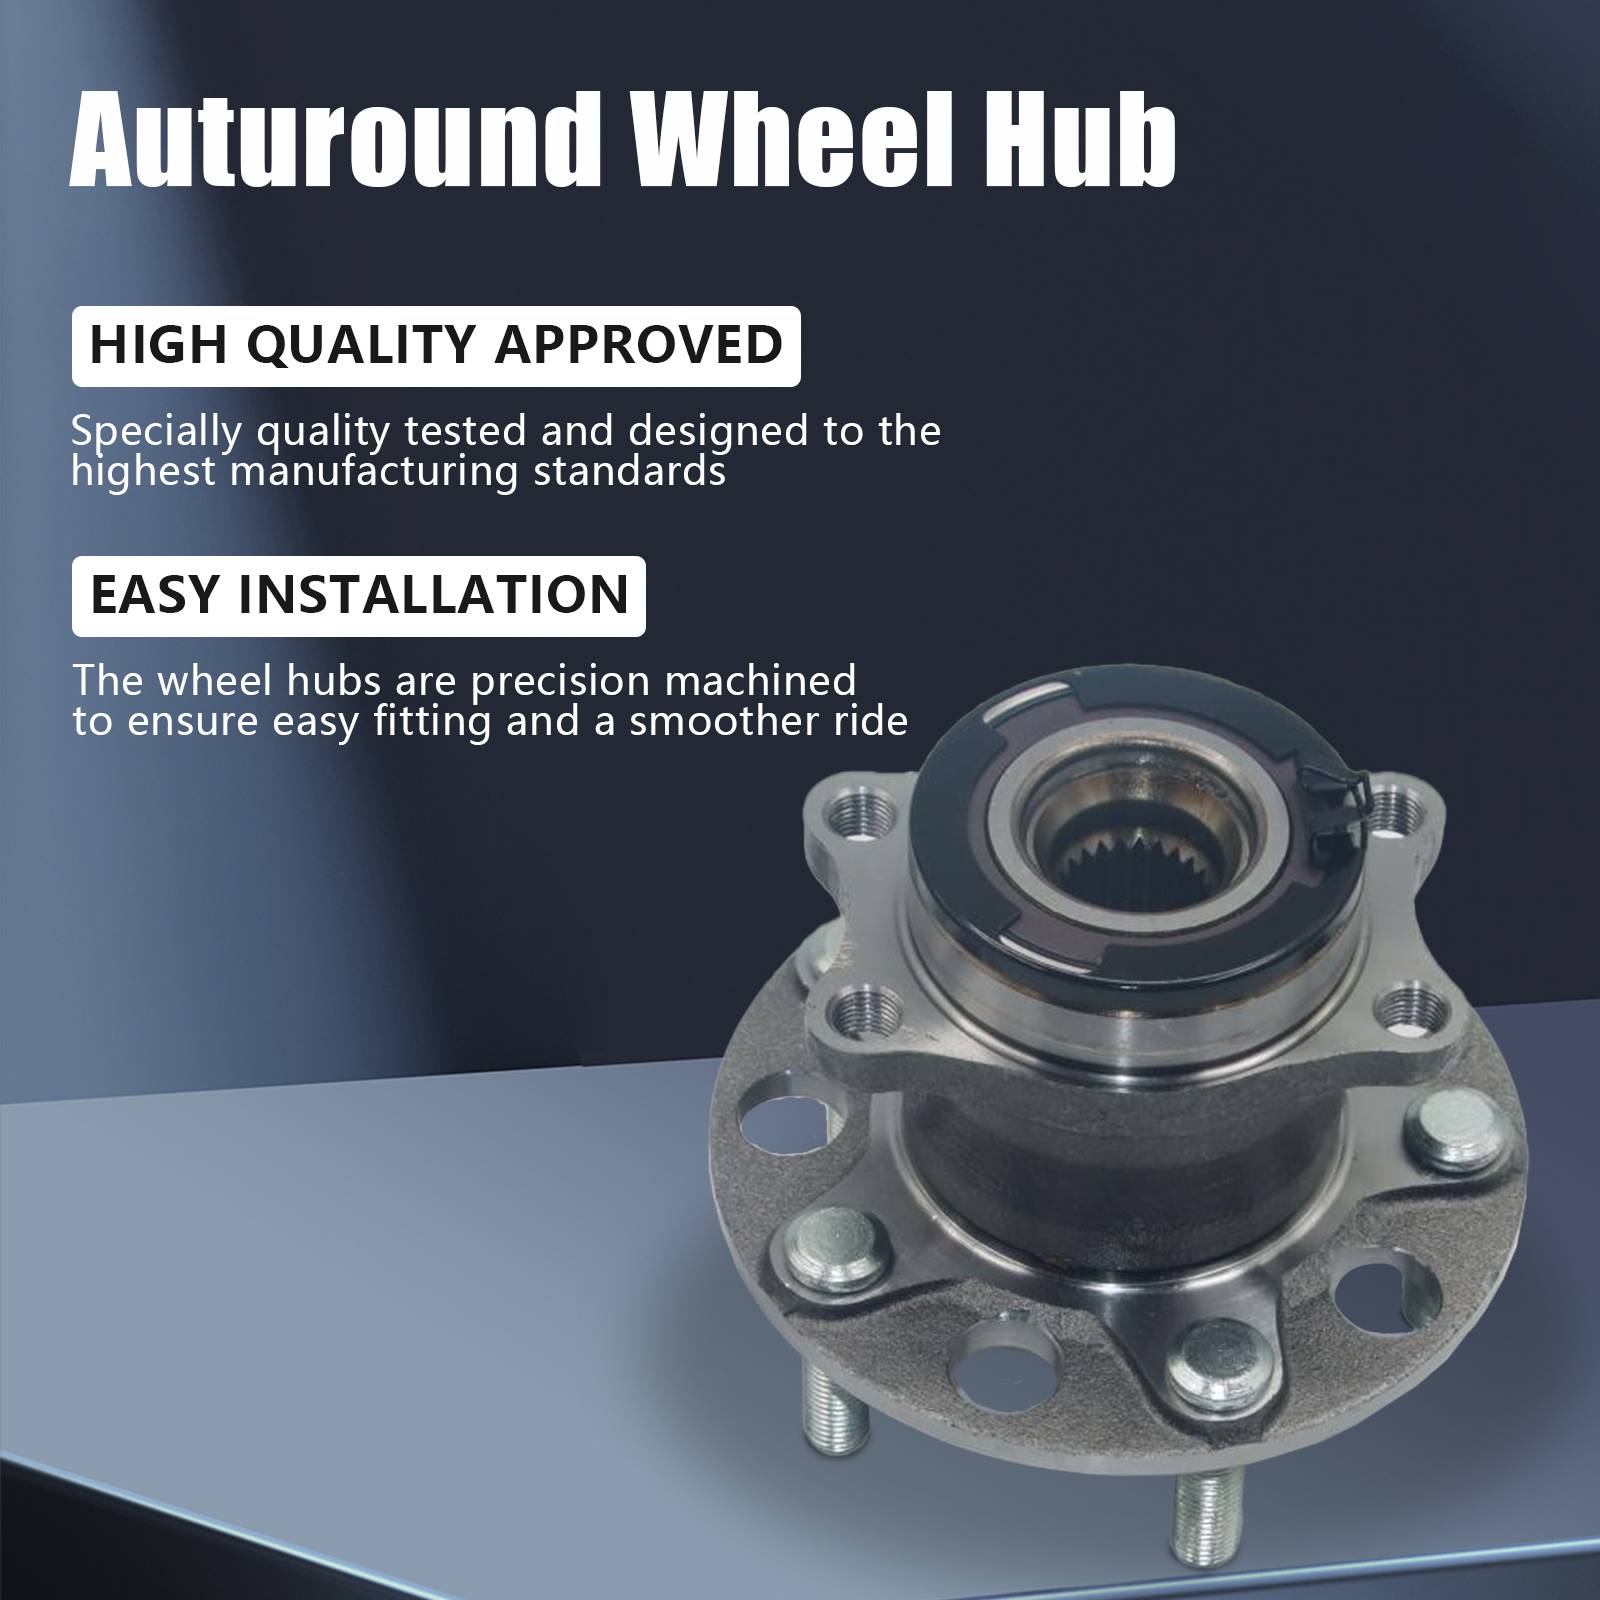 Auturound Wheel Hub
HIGH QUALITY APPROVED
Specially quality tested and designed to the
highest manufacturing standards
EASY INSTALLATION
The wheel hubs are precision machined
to ensure easy fitting and a smoother ride